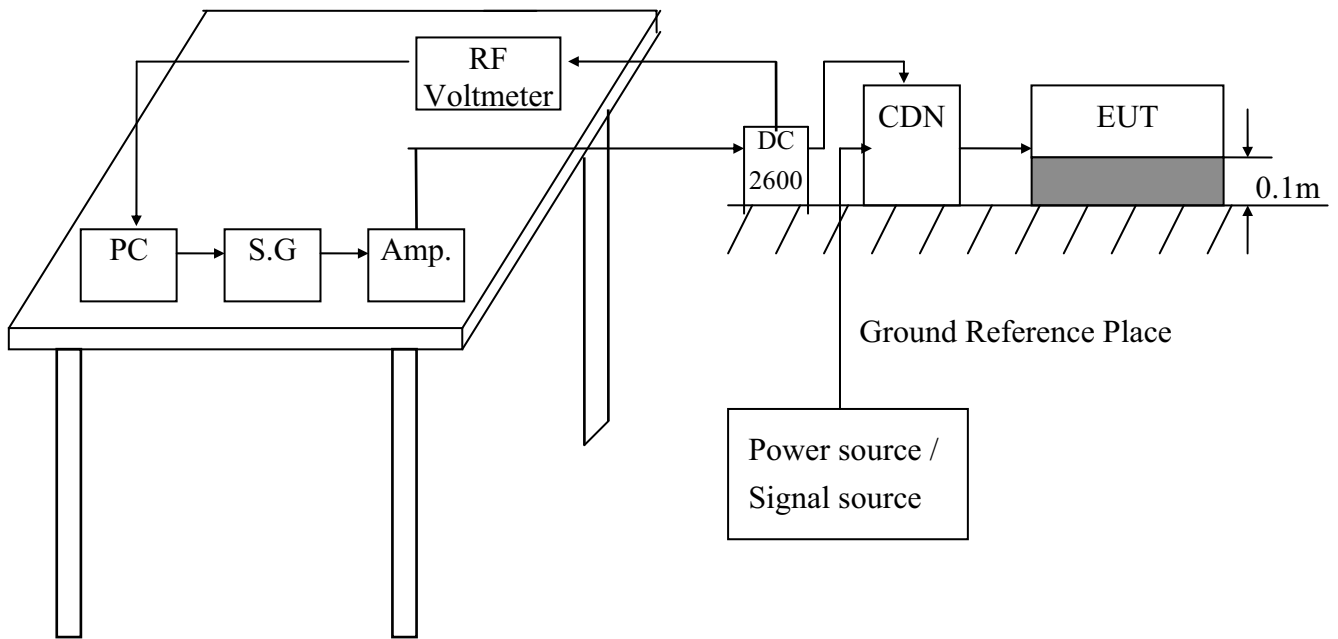 RF
Voltmeter
CDN
EUT
DC
2600
0.1m
PC
S.G
Amp.
Ground Reference Place
Power source /
Signal source